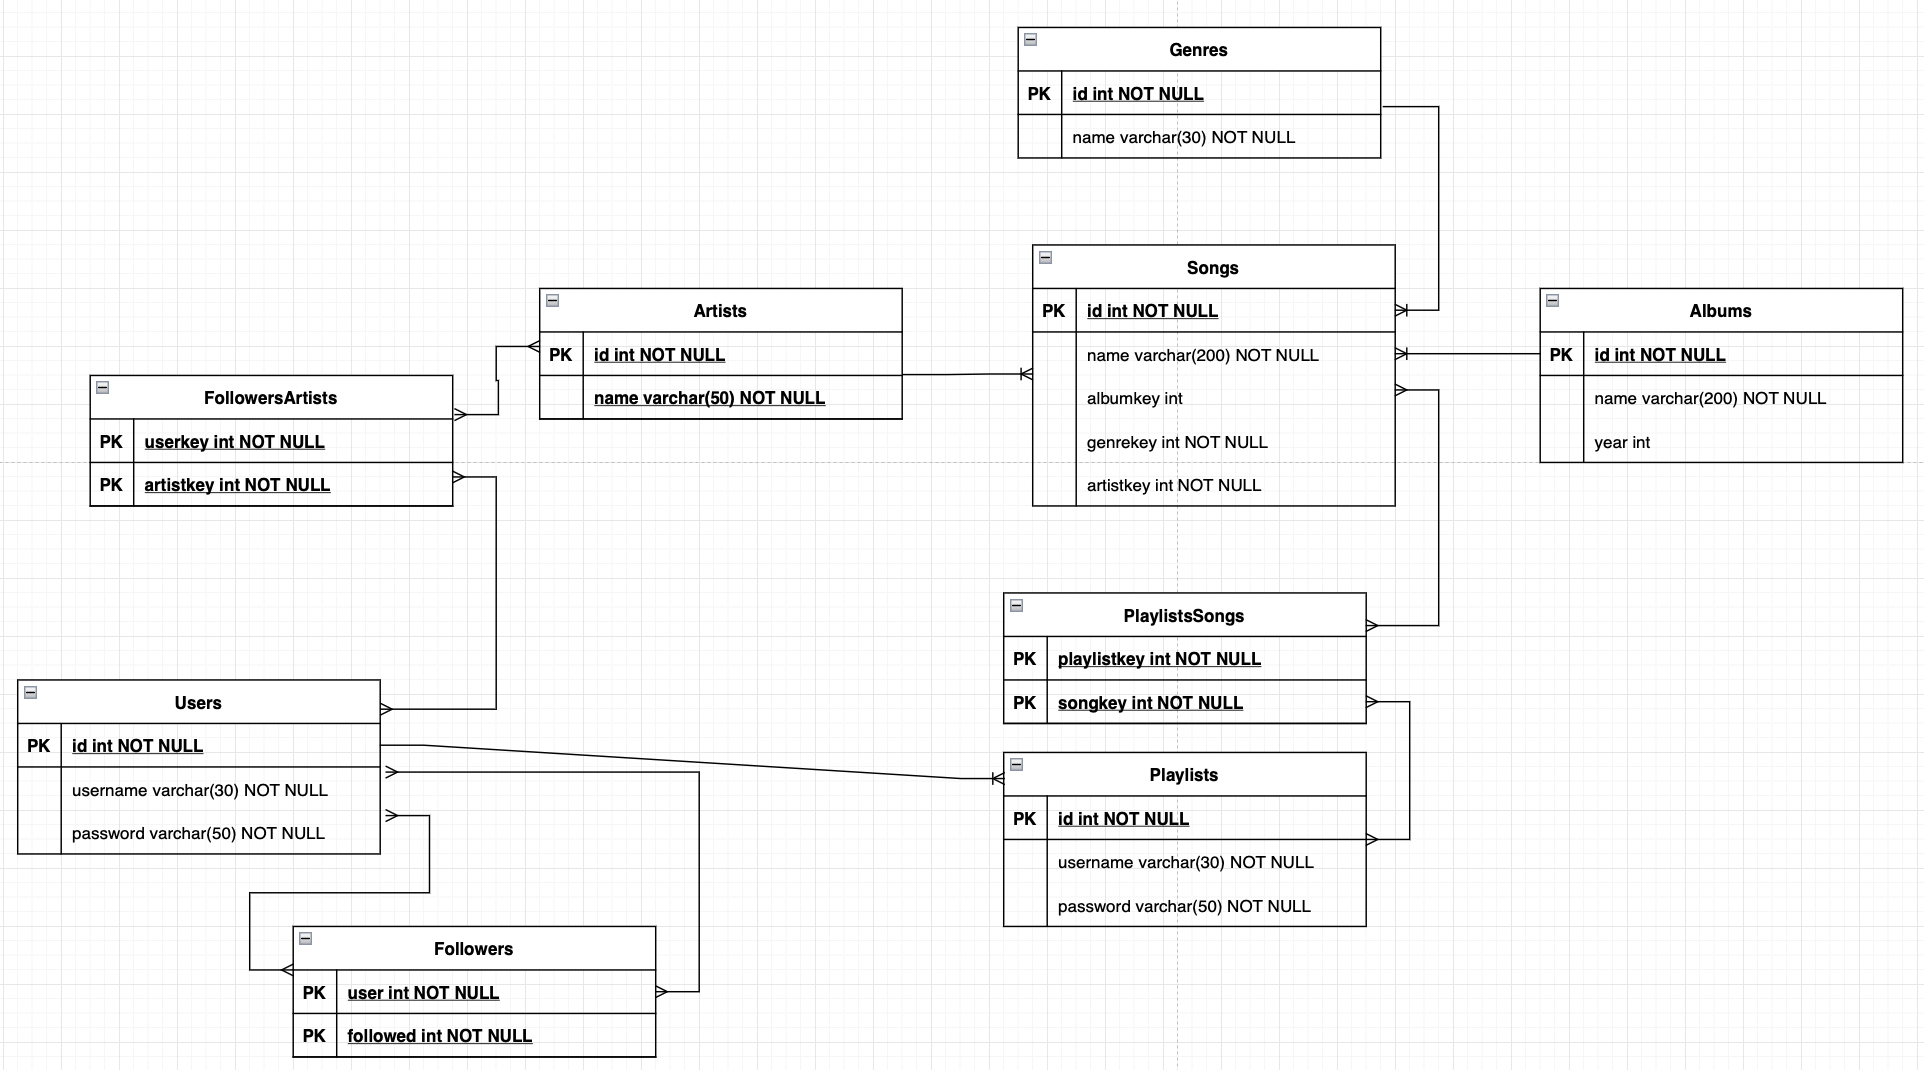 Genres
PK id int NOT NULL
name varchar(30) NOT NULL
Songs
PK id int NOT NULL
name varchar(200) NOT NULL
albumkey int
genrekey int NOT NULL
artistkey int NOT NULL
Artists
PK id int NOT NULL
name varchar(50) NOT NULL
Albums
PK id int NOT NULL
name varchar(200) NOT NULL
year int
FollowersArtists
PK userkey int NOT NULL
PK artistkey int NOT NULL
PlaylistsSongs
PK playlistkey int NOT NULL
PK songkey int NOT NULL
Users
PK id int NOT NULL
username varchar(30) NOT NULL
password varchar(50) NOT NULL
Playlists
PK id int NOT NULL
username varchar(30) NOT NULL
password varchar(50) NOT NULL
Followers
PK user int NOT NULL
PK followed int NOT NULL